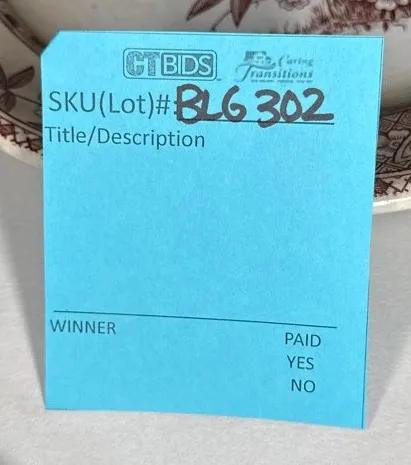 CTBIDS
Caring
Transitions
SKU(Lot)# BLG 302
Title/Description
WINNER
PAID
YES
NO